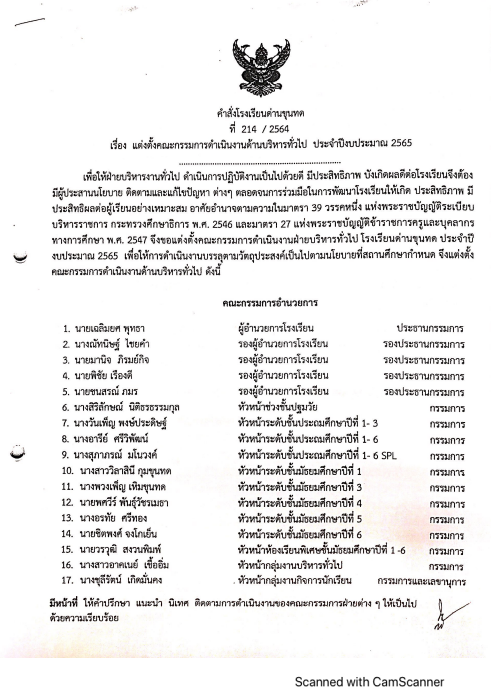 คำสั่งโรงเรียนด่านขุนทด
ที่ 214 / 2564
เรื่อง แต่งตั้งคณะกรรมการดำเนินงานด้านบริหารทั่วไป ประจำปีงบประมาณ 2565
เพื่อให้ฝ่ายบริหารงานทั่วไป ดำเนินการปฏิบัติงานเป็นไปด้วยดี มีประสิทธิภาพ บังเกิดผลดีต่อโรงเรียนจึงต้อง
มีผู้ประสานนโยบาย ติดตามและแก้ไขปัญหา ต่างๆ ตลอดจนการร่วมมือในการพัฒนาโรงเรียนให้เกิด ประสิทธิภาพ มี
ประสิทธิผลต่อผู้เรียนอย่างเหมาะสม อาศัยอำนาจตามความในมาตรา 39 วรรคหนึ่ง แห่งพระราชบัญญัติระเบียบ
บริหารราชการ กระทรวงศึกษาธิการ พ.ศ. 2546 และมาตรา 27 แห่งพระราชบัญญัติข้าราชการครูและบุคลากร
ทางการศึกษา พ.ศ. 2547 จึงขอแต่งตั้งคณะกรรมการดำเนินงานฝ่ายบริหารทั่วไป โรงเรียนด่านขุนทด ประจำปี
งบประมาณ 2565 เพื่อให้การดำเนินงานบรรลุตามวัตถุประสงค์เป็นไปตามนโยบายที่สถานศึกษากำหนด จึงแต่งตั้ง
คณะกรรมการดำเนินงานด้านบริหารทั่วไป ดังนี้
คณะกรรมการอำนวยการ
1. นายเฉลิมยศ พุทธา ผู้อำนวยการโรงเรียน ประธานกรรมการ
2. นางณัทนิษฐ์ ไชยคำ รองผู้อำนวยการโรงเรียน รองประธานกรรมการ
3. นายมานิจ ภิรมย์กิจ รองผู้อำนวยการโรงเรียน รองประธานกรรมการ
4. นายพิชัย เรืองดี รองผู้อำนวยการโรงเรียน รองประธานกรรมการ
5. นายชนสรณ์ ภมร รองผู้อำนวยการโรงเรียน รองประธานกรรมการ
6. นางสิริลักษณ์ นิติธรธรรมกุล หัวหน้าช่วงชั้นปฐมวัย กรรมการ
7. นางวันเพ็ญ พงษ์ประดิษฐ์ หัวหน้าระดับชั้นประถมศึกษาปีที่ 1- 3 กรรมการ
8. นางอารีย์ ศรีวิพัฒน์ หัวหน้าระดับชั้นประถมศึกษาปีที่ 1- 6 กรรมการ
9. นางสุภาภรณ์ มโนวงค์ หัวหน้าระดับชั้นประถมศึกษาปีที่ 1- 6 SPL กรรมการ
10. นางสาววิลาสินี กุมขุนทด หัวหน้าระดับชั้นมัธยมศึกษาปีที่ 1 กรรมการ
11. นางพวงเพ็ญ เหิมขุนทด หัวหน้าระดับชั้นมัธยมศึกษาปีที่ 3 กรรมการ
12. นายพศวีร์ พันธุ์วัชรเมธา หัวหน้าระดับชั้นมัธยมศึกษาปีที่ 4 กรรมการ
13. นางอรทัย ศรีทอง หัวหน้าระดับชั้นมัธยมศึกษาปีที่ 5 กรรมการ
14. นายชิตพงศ์ จงโกเย็น หัวหน้าระดับชั้นมัธยมศึกษาปีที่ 6 กรรมการ
15. นายวรวุฒิ สงวนพิมพ์ หัวหน้าห้องเรียนพิเศษชั้นมัธยมศึกษาปีที่ 1 -6 กรรมการ
16. นางสาวอาคเนย์ เชื้ออิ่ม หัวหน้ากลุ่มงานบริหารทั่วไป กรรมการ
17. นางชุลีรัตน์ เกิดมั่นคง หัวหน้ากลุ่มงานกิจการนักเรียน กรรมการและเลขานุการ
มีหน้าที่ ให้คำปรึกษา แนะนำ นิเทศ ติดตามการดำเนินงานของคณะกรรมการฝ่ายต่าง ๆ ให้เป็นไป
ด้วยความเรียบร้อย
Scanned with CamScanner